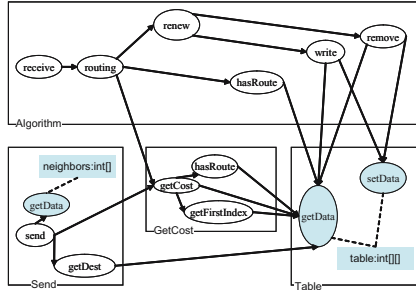 renew
remove
write
receive
routing
hasRoute
Algorithm
neighbors:int[]
hasRoute
getCost
getData
setData
getData
getFirstIndex
send
GetCost
getDest
table:int[][]
Send
Table